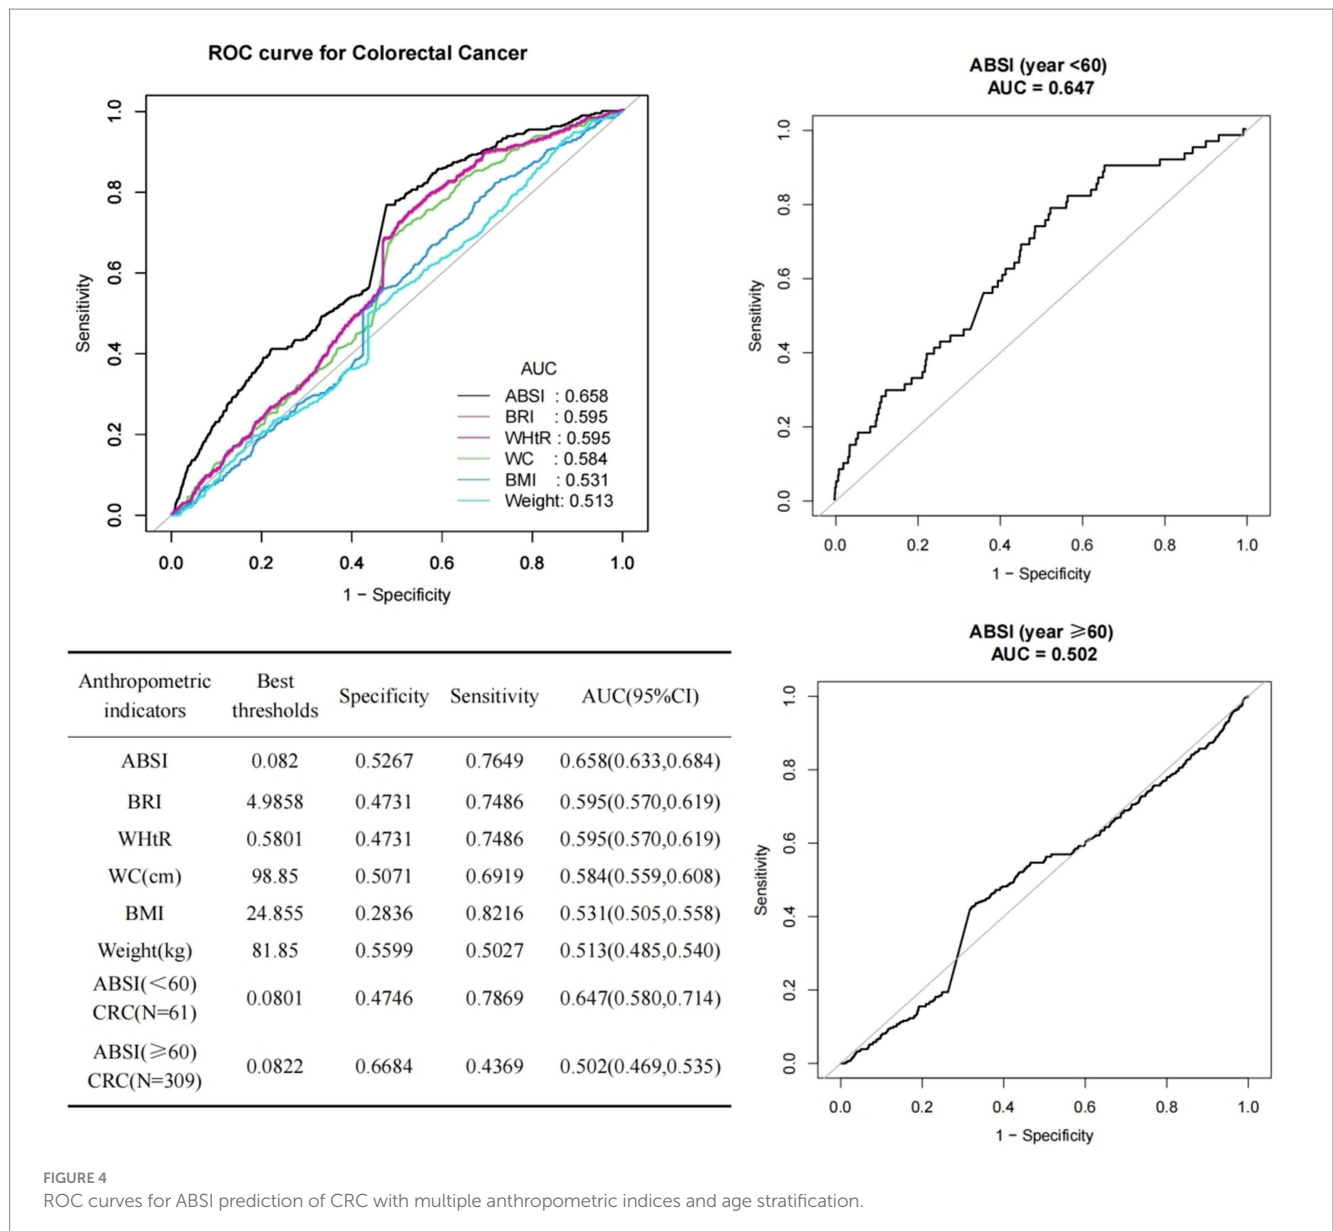 ROC curve for Colorectal Cancer
Sensitivity
1.0
0.8
0.6
0.4
0.2
0.0
AUC
ABSI : 0.658
BRI : 0.595
WHtR : 0.595
WC : 0.584
BMI : 0.531
Weight: 0.513
0.0 0.2 0.4 0.6 0.8 1.0
1 − Specificity
ABSI (year <60)
AUC = 0.647
Sensitivity
1.0
0.8
0.6
0.4
0.2
0.0
0.0 0.2 0.4 0.6 0.8 1.0
1 − Specificity
Anthropometric indicators Best thresholds Specificity Sensitivity AUC(95%CI)
ABSI 0.082 0.5267 0.7649 0.658(0.633,0.684)
BRI 4.9858 0.4731 0.7486 0.595(0.570,0.619)
WHtR 0.5801 0.4731 0.7486 0.595(0.570,0.619)
WC(cm) 98.85 0.5071 0.6919 0.584(0.559,0.608)
BMI 24.855 0.2836 0.8216 0.531(0.505,0.558)
Weight(kg) 81.85 0.5599 0.5027 0.513(0.485,0.540)
ABSI(<60)
CRC(N=61) 0.0801 0.4746 0.7869 0.647(0.580,0.714)
ABSI(≥60)
CRC(N=309) 0.0822 0.6684 0.4369 0.502(0.469,0.535)
ABSI (year ≥60)
AUC = 0.502
Sensitivity
1.0
0.8
0.6
0.4
0.2
0.0
0.0 0.2 0.4 0.6 0.8 1.0
1 − Specificity
FIGURE 4
ROC curves for ABSI prediction of CRC with multiple anthropometric indices and age stratification.